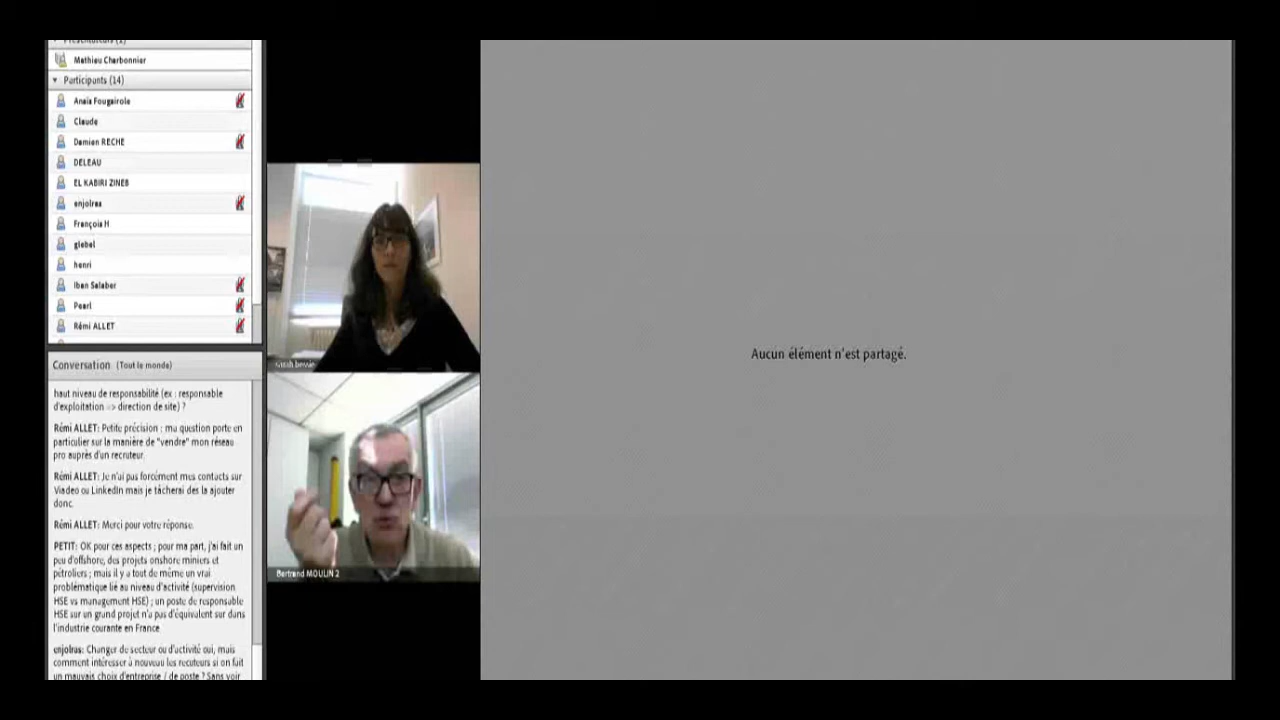 Mathieu Charbonnier
Participants (14)
Anaïs Fougairole
Claude
Damien RECHE
DELEAU
EL KABIRI ZINEB
enjolras
François H
glebel
henri
Iban Salaber
Pearl
Rémi ALLET
Conversation (Tout le monde)
haut niveau de responsabilité (ex : responsable
d'exploitation => direction de site) ?
Rémi ALLET: Petite précision : ma question porte en
particulier sur la manière de "vendre" mon réseau
pro auprès d'un recruteur.
Rémi ALLET: Je n'ai pas forcément mes contacts sur
Viadeo ou LinkedIn mais je tâcherai des la ajouter
donc.
Rémi ALLET: Merci pour votre réponse.
PETIT: OK pour ces aspects ; pour ma part, j'ai fait un
peu d'offshore, des projets onshore miniers et
pétroliers ; mais il y a tout de même un vrai
problématique lié au niveau d'activité (supervision
HSE vs management HSE) ; un poste de responsable
HSE sur un grand projet n'a pas d'équivalent sur dans
l'industrie courante en France
enjolras: Changer de secteur ou d'activité oui, mais
comment intéresser à nouveau les recuteurs si on fait
un mauvais choix d'entreprise / de poste ? Sans voir
Bertrand MOULIN 2
Aucun élément n'est partagé.